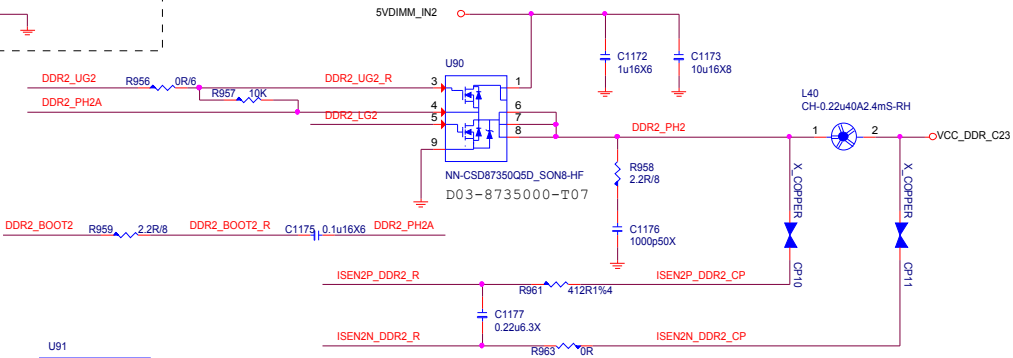 5VDIMM_IN2
U90
C1172
1u16X6
C1173
10u16X8
DDR2_UG2
R956
0R/6
DDR2_UG2_R
3
1
R957
10K
DDR2_PH2A
4
6
DDR2_LG2
5
7
8
9
DDR2_PH2
L40
CH-0.22u40A2.4mS-RH
1
2
VCC_DDR_C23
NN-CSD87350Q5D_SON8-HF
D03-8735000-T07
R958
2.2R/8
X_COPPER
X_COPPER
DDR2_BOOT2
R959
2.2R/8
DDR2_BOOT2_R
C1175
0.1u16X6
DDR2_PH2A
C1176
1000p50X
CP10
CP11
ISEN2P_DDR2_R
R961
412R1%4
ISEN2P_DDR2_CP
C1177
0.22u6.3X
ISEN2N_DDR2_R
R963
0R
ISEN2N_DDR2_CP
U91